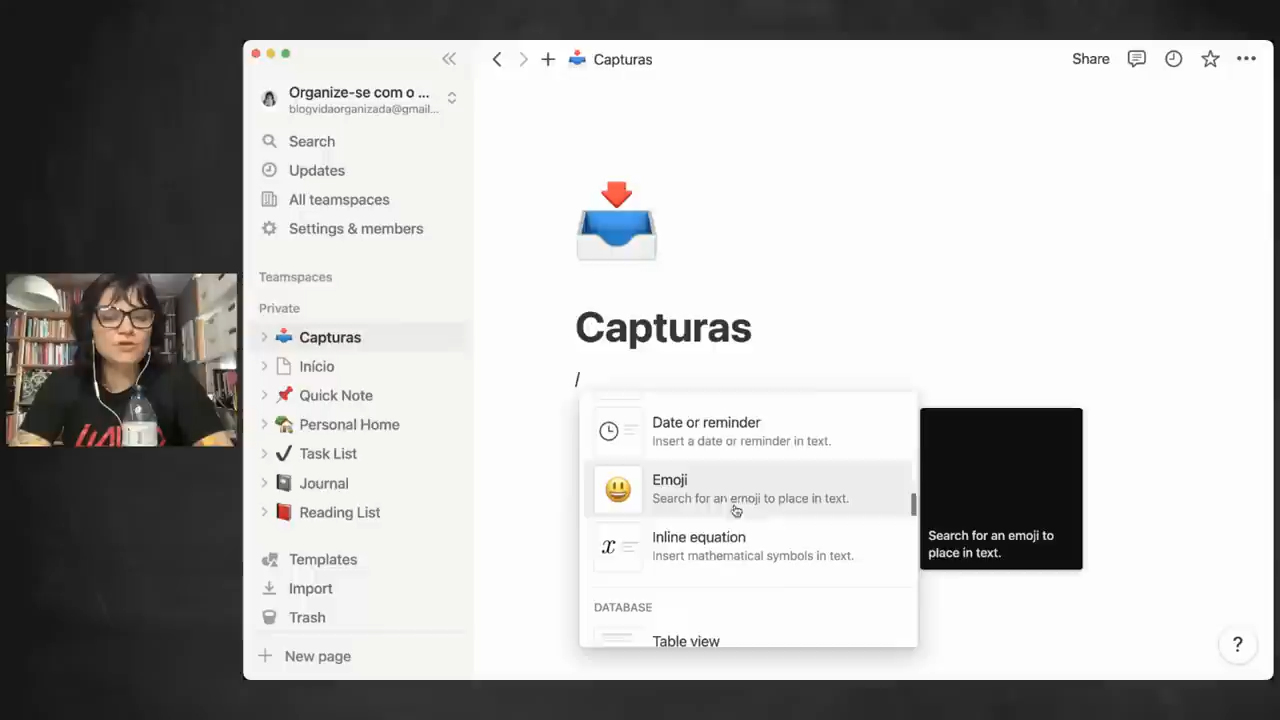 Organize-se com o ...
blogvidaorganizada@gmail...
Search
Updates
All teamspaces
Settings & members
Teamspaces
Private
Capturas
Início
Quick Note
Personal Home
Task List
Journal
Reading List
Templates
Import
Trash
New page
Capturas
Share
Capturas
/
Date or reminder
Insert a date or reminder in text.
Emoji
Search for an emoji to place in text.
Inline equation
Insert mathematical symbols in text.
DATABASE
Table view
Search for an emoji to
place in text.
?